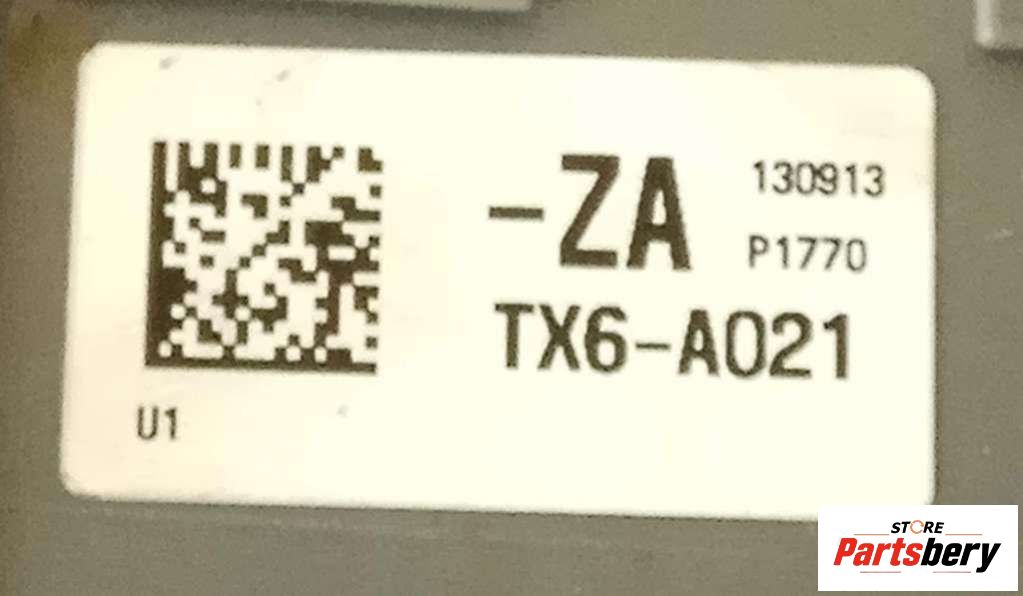 -ZA
130913
P1770
TX6-A021
U1
STORE
Partsbery